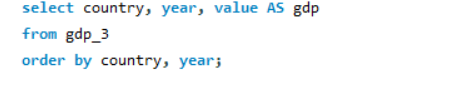 select country, year, value AS gdp
from gdp_3
order by country, year;